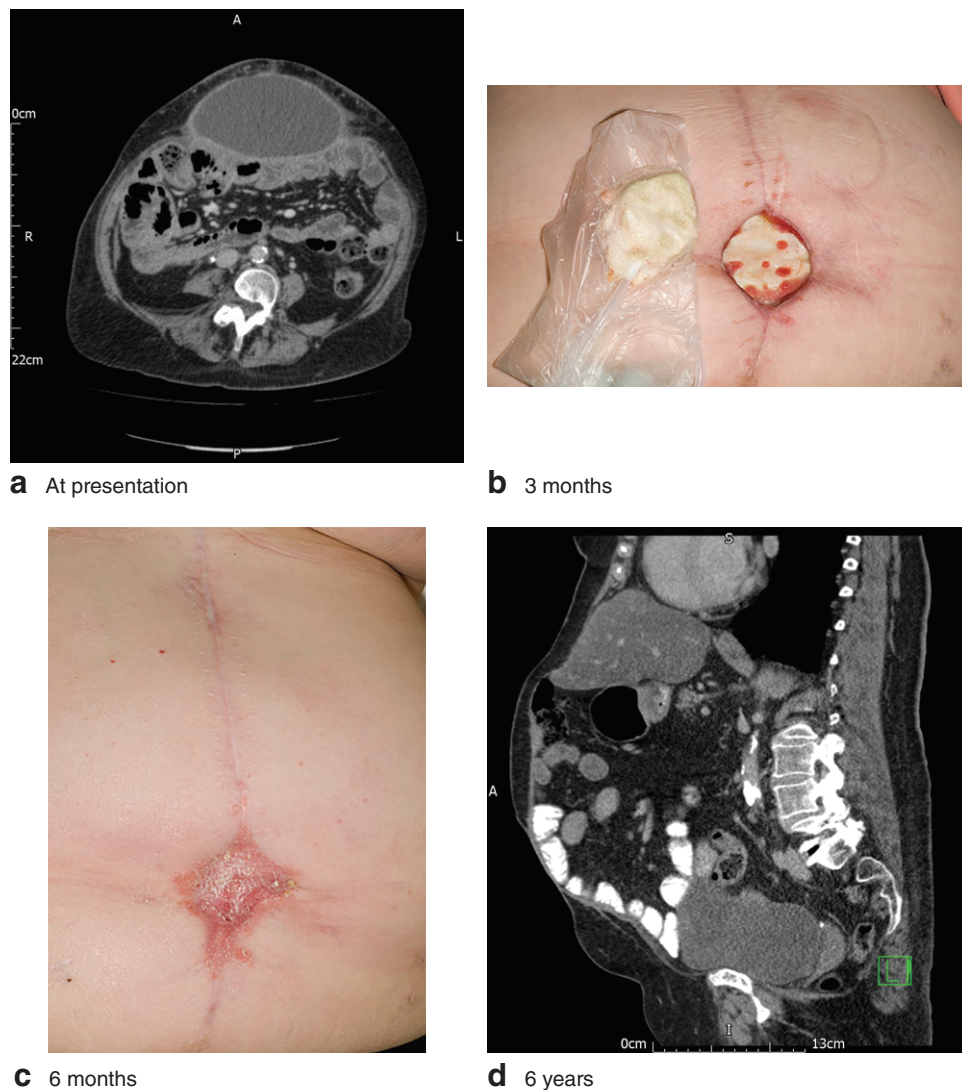 A
0cm
R
L
22cm
P
a At presentation
b 3 months
S
A
I
0cm 13cm
c 6 months
d 6 years